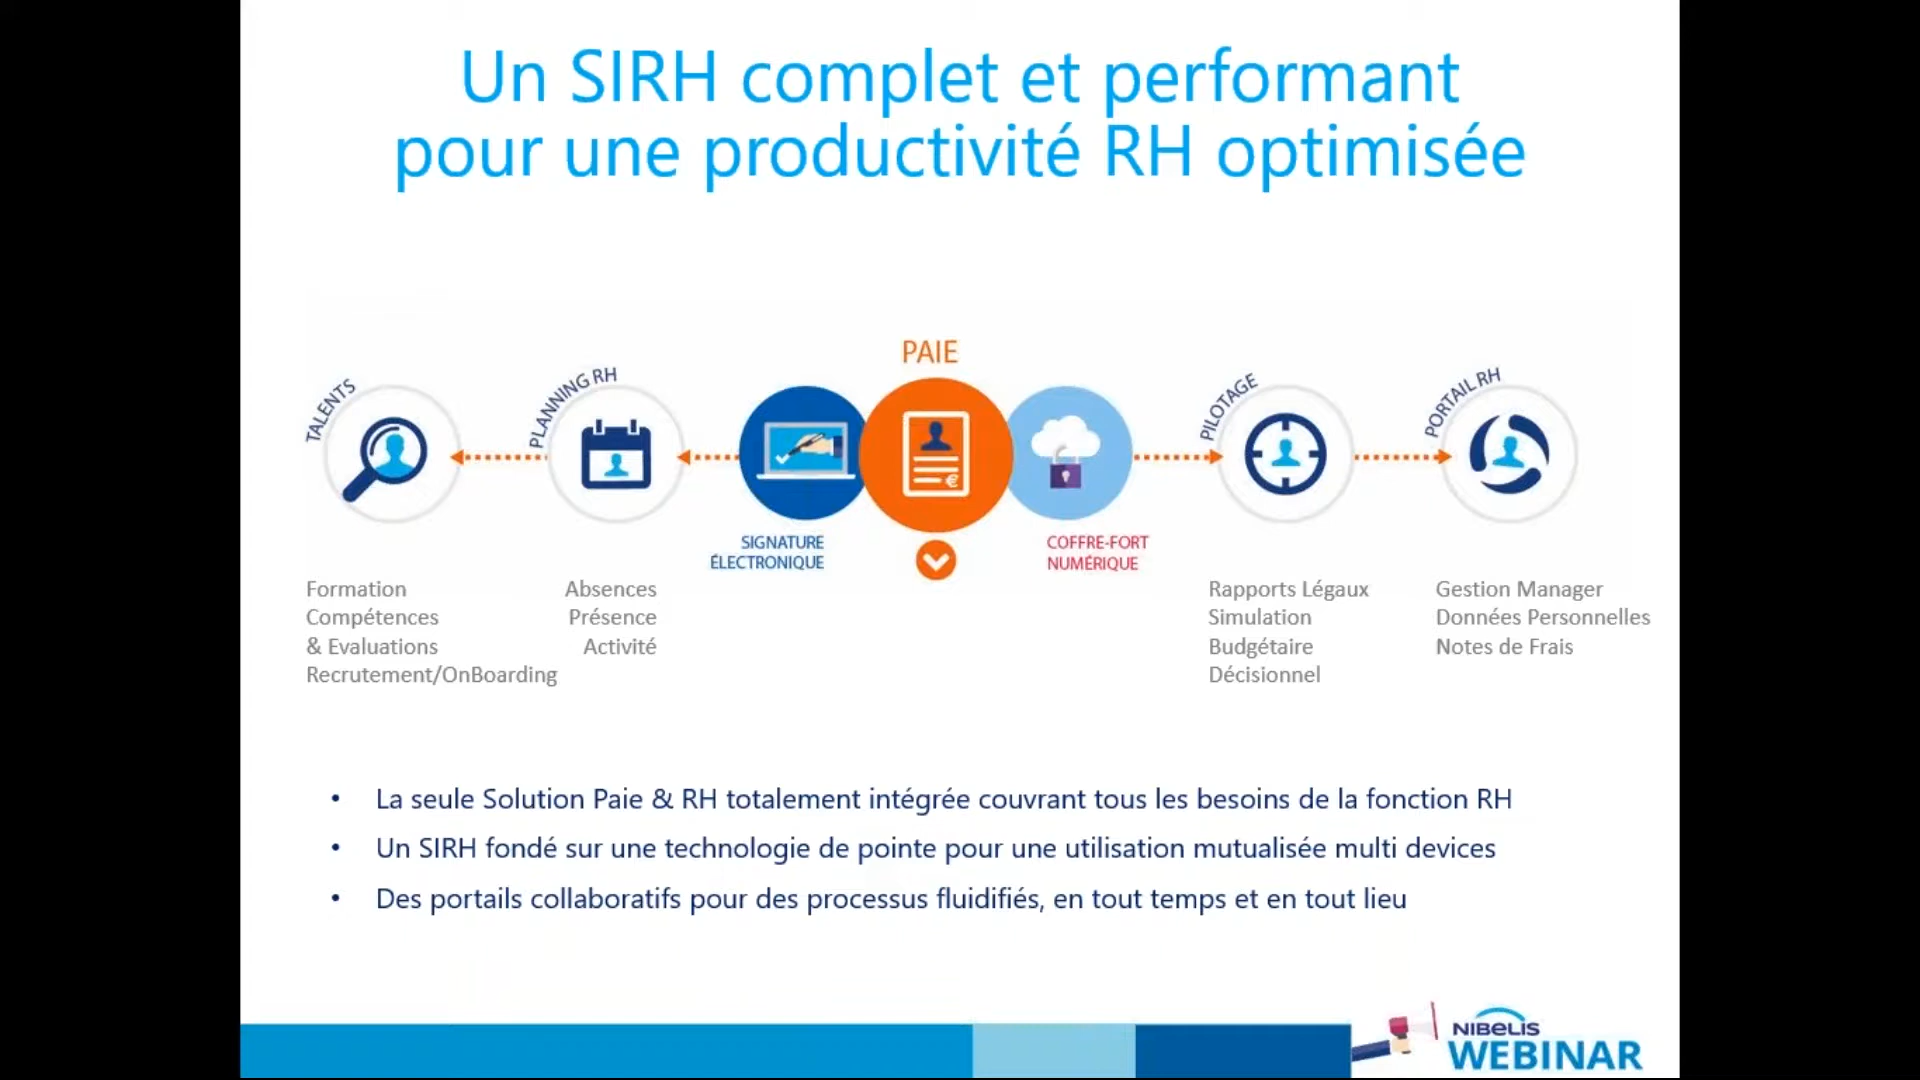 Un SIRH complet et performant
pour une productivité RH optimisée
TALENTS
PLANNING RH
PAIE
PILOTAGE
PORTAIL RH
€
SIGNATURE
ÉLECTRONIQUE
COFFRE-FORT
NUMÉRIQUE
Formation
Compétences
& Evaluations
Recrutement/OnBoarding
Absences
Présence
Activité
Rapports Légaux
Simulation
Budgétaire
Décisionnel
Gestion Manager
Données Personnelles
Notes de Frais
• La seule Solution Paie & RH totalement intégrée couvrant tous les besoins de la fonction RH
• Un SIRH fondé sur une technologie de pointe pour une utilisation mutualisée multi devices
• Des portails collaboratifs pour des processus fluidifiés, en tout temps et en tout lieu
NIBELIS
WEBINAR